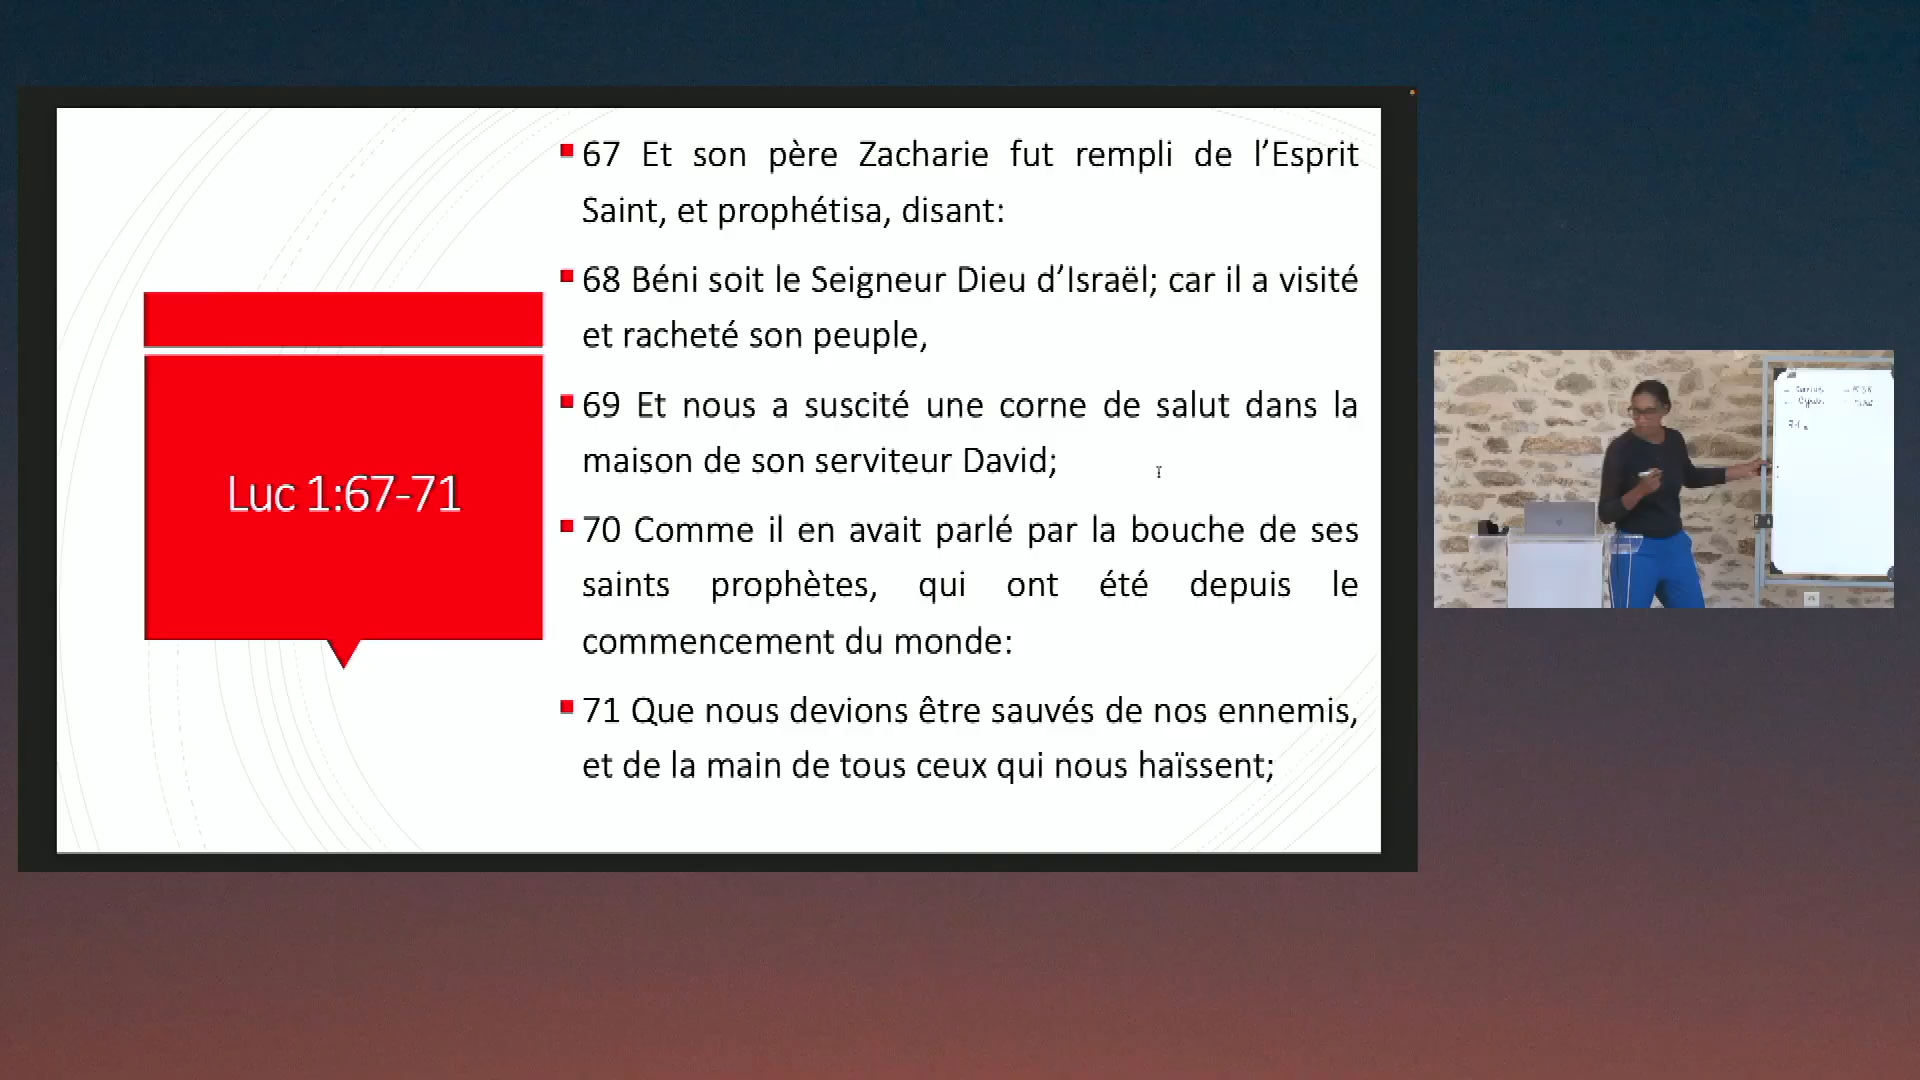 Luc 1:67-71
67 Et son père Zacharie fut rempli de l’Esprit
Saint, et prophétisa, disant:
68 Béni soit le Seigneur Dieu d’Israël; car il a visité
et racheté son peuple,
69 Et nous a suscité une corne de salut dans la
maison de son serviteur David;
70 Comme il en avait parlé par la bouche de ses
saints prophètes, qui ont été depuis le
commencement du monde:
71 Que nous devions être sauvés de nos ennemis,
et de la main de tous ceux qui nous haïssent;